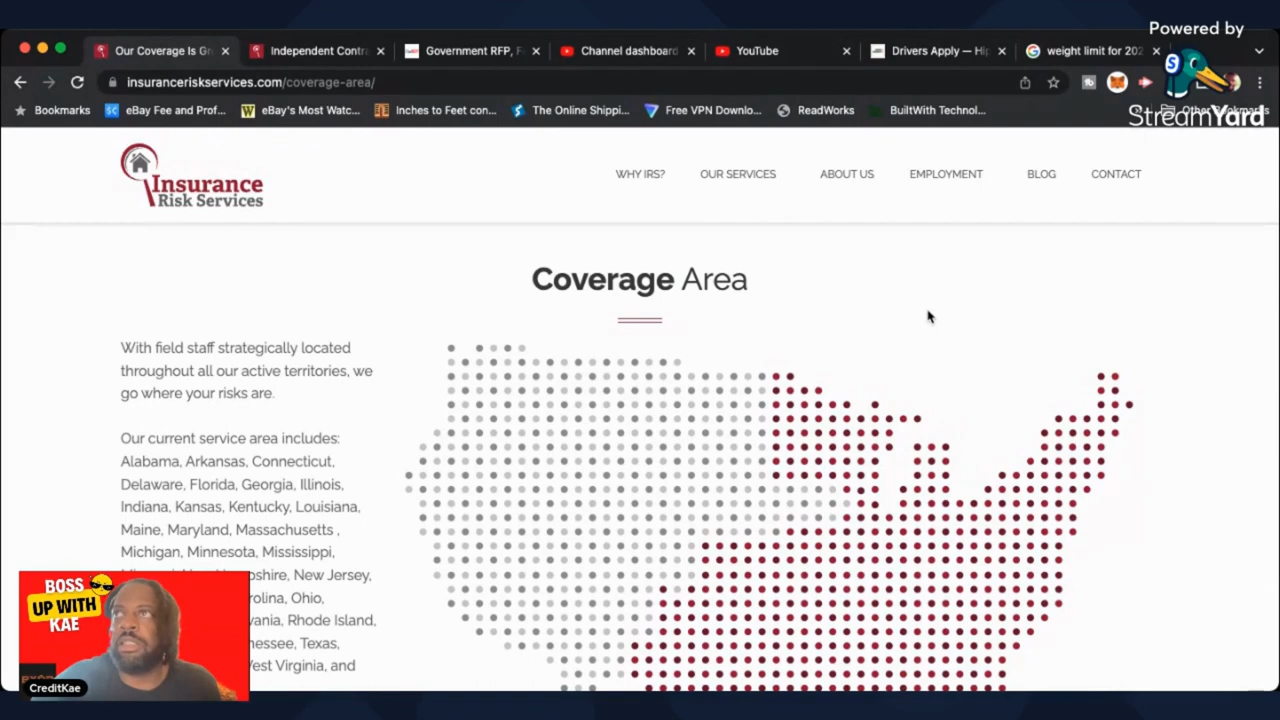 Powered by
StreamYard
Our Coverage Is Gr
Independent Contra
Government RFP, F
Channel dashboard
YouTube
Drivers Apply — Hi
weight limit for 202
insuranceriskservices.com/coverage-area/
Bookmarks
eBay Fee and Prof...
eBay's Most Watc...
Inches to Feet con...
The Online Shippi...
Free VPN Downlo...
ReadWorks
BuiltWith Technol...
Insurance
Risk Services
WHY IRS?
OUR SERVICES
ABOUT US
EMPLOYMENT
BLOG
CONTACT
Coverage Area
With field staff strategically located
throughout all our active territories, we
go where your risks are.
Our current service area includes:
Alabama, Arkansas, Connecticut,
Delaware, Florida, Georgia, Illinois,
Indiana, Kansas, Kentucky, Louisiana,
Maine, Maryland, Massachusetts ,
Michigan, Minnesota, Mississippi,
pshire, New Jersey,
rolina, Ohio,
vania, Rhode Island,
nessee, Texas,
West Virginia, and
BOSS
UP WITH
KAE
CreditKae